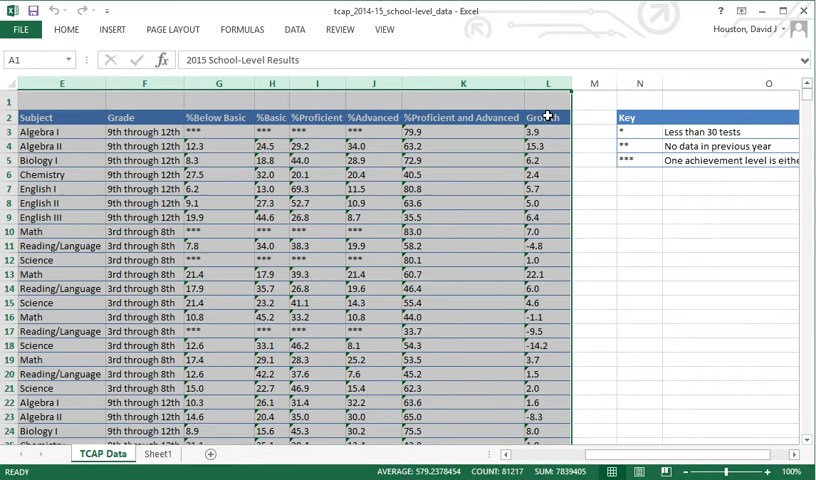 tcap_2014-15_school-level_data - Excel
FILE HOME INSERT PAGE LAYOUT FORMULAS DATA REVIEW VIEW Houston, David J
A1 fx 2015 School-Level Results
E F G H I J K L M N O
1
2 Subject Grade %Below Basic %Basic %Proficient %Advanced %Proficient and Advanced Growth Key
3 Algebra I 9th through 12th *** *** *** *** 79.9 3.9 * Less than 30 tests
4 Algebra II 9th through 12th 12.3 24.5 29.2 34.0 63.2 15.3 ** No data in previous year
5 Biology I 9th through 12th 8.3 18.8 44.0 28.9 72.9 6.2 *** One achievement level is eithe
6 Chemistry 9th through 12th 27.5 32.0 20.1 20.4 40.5 2.4
7 English I 9th through 12th 6.2 13.0 69.3 11.5 80.8 5.7
8 English II 9th through 12th 9.1 27.3 52.7 10.9 63.6 5.0
9 English III 9th through 12th 19.9 44.6 26.8 8.7 35.5 6.4
10 Math 3rd through 8th *** *** *** *** 83.0 7.0
11 Reading/Language 3rd through 8th 7.8 34.0 38.3 19.9 58.2 -4.8
12 Science 3rd through 8th *** *** *** *** 80.1 1.0
13 Math 3rd through 8th 21.4 17.9 39.3 21.4 60.7 22.1
14 Reading/Language 3rd through 8th 17.9 35.7 26.8 19.6 46.4 6.0
15 Science 3rd through 8th 21.4 23.2 41.1 14.3 55.4 4.6
16 Math 3rd through 8th 10.8 45.2 33.2 10.8 44.0 -1.1
17 Reading/Language 3rd through 8th *** *** *** *** 33.7 -9.5
18 Science 3rd through 8th 12.6 33.1 46.2 8.1 54.3 -14.2
19 Math 3rd through 8th 17.4 29.1 28.3 25.2 53.5 3.7
20 Reading/Language 3rd through 8th 12.6 42.2 37.6 7.6 45.2 1.5
21 Science 3rd through 8th 15.0 22.7 46.9 15.4 62.3 2.0
22 Algebra I 9th through 12th 10.3 26.1 31.4 32.2 63.6 1.6
23 Algebra II 9th through 12th 14.6 20.4 35.0 30.0 65.0 -8.3
24 Biology I 9th through 12th 8.9 15.6 45.3 30.2 75.5 8.0
TCAP Data Sheet1
READY AVERAGE: 579.2378454 COUNT: 81217 SUM: 7839405 100%